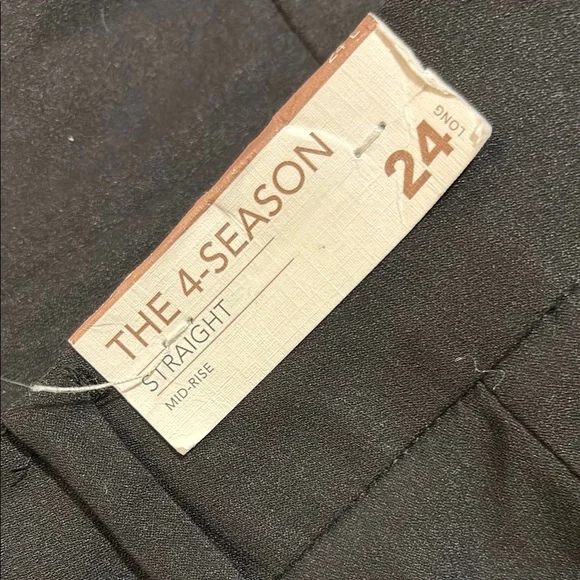 THE 4-SEASON
STRAIGHT
MID-RISE
24 LONG